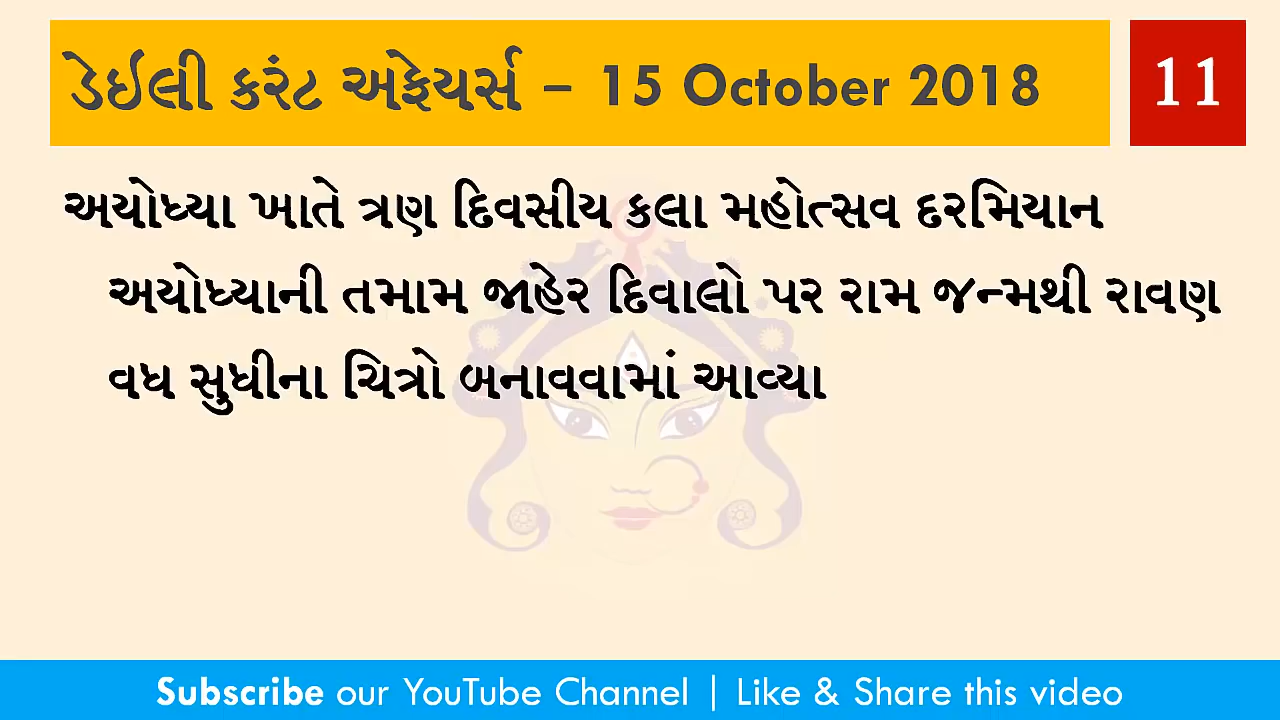 ડેઈલી કરંટ અફેયર્સ – 15 October 2018
11
અયોધ્યા ખાતે ત્રણ દિવસીય કલા મહોત્સવ દરમિયાન
અયોધ્યાની તમામ જાહેર દિવાલો પર રામ જન્મથી રાવણ
વધ સુધીના ચિત્રો બનાવવામાં આવ્યા
Subscribe our YouTube Channel | Like & Share this video